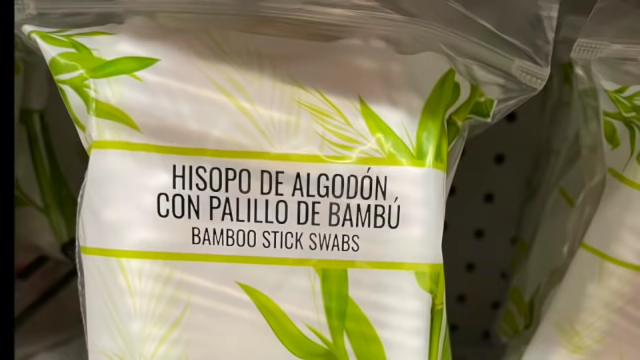 HISOPO DE ALGODÓN
CON PALILLO DE BAMBÚ
BAMBOO STICK SWABS